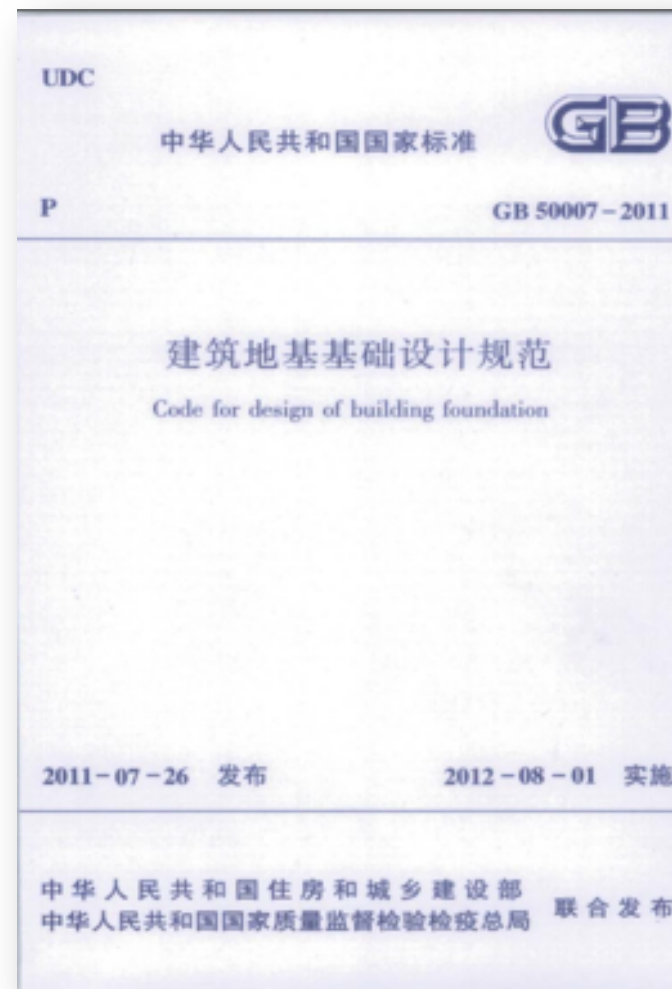 UDC
中华人民共和国国家标准
GB
P
GB 50007-2011
建筑地基基础设计规范
Code for design of building foundation
2011-07-26 发布
2012-08-01 实施
中华人民共和国住房和城乡建设部
中华人民共和国国家质量监督检验检疫总局
联合发布